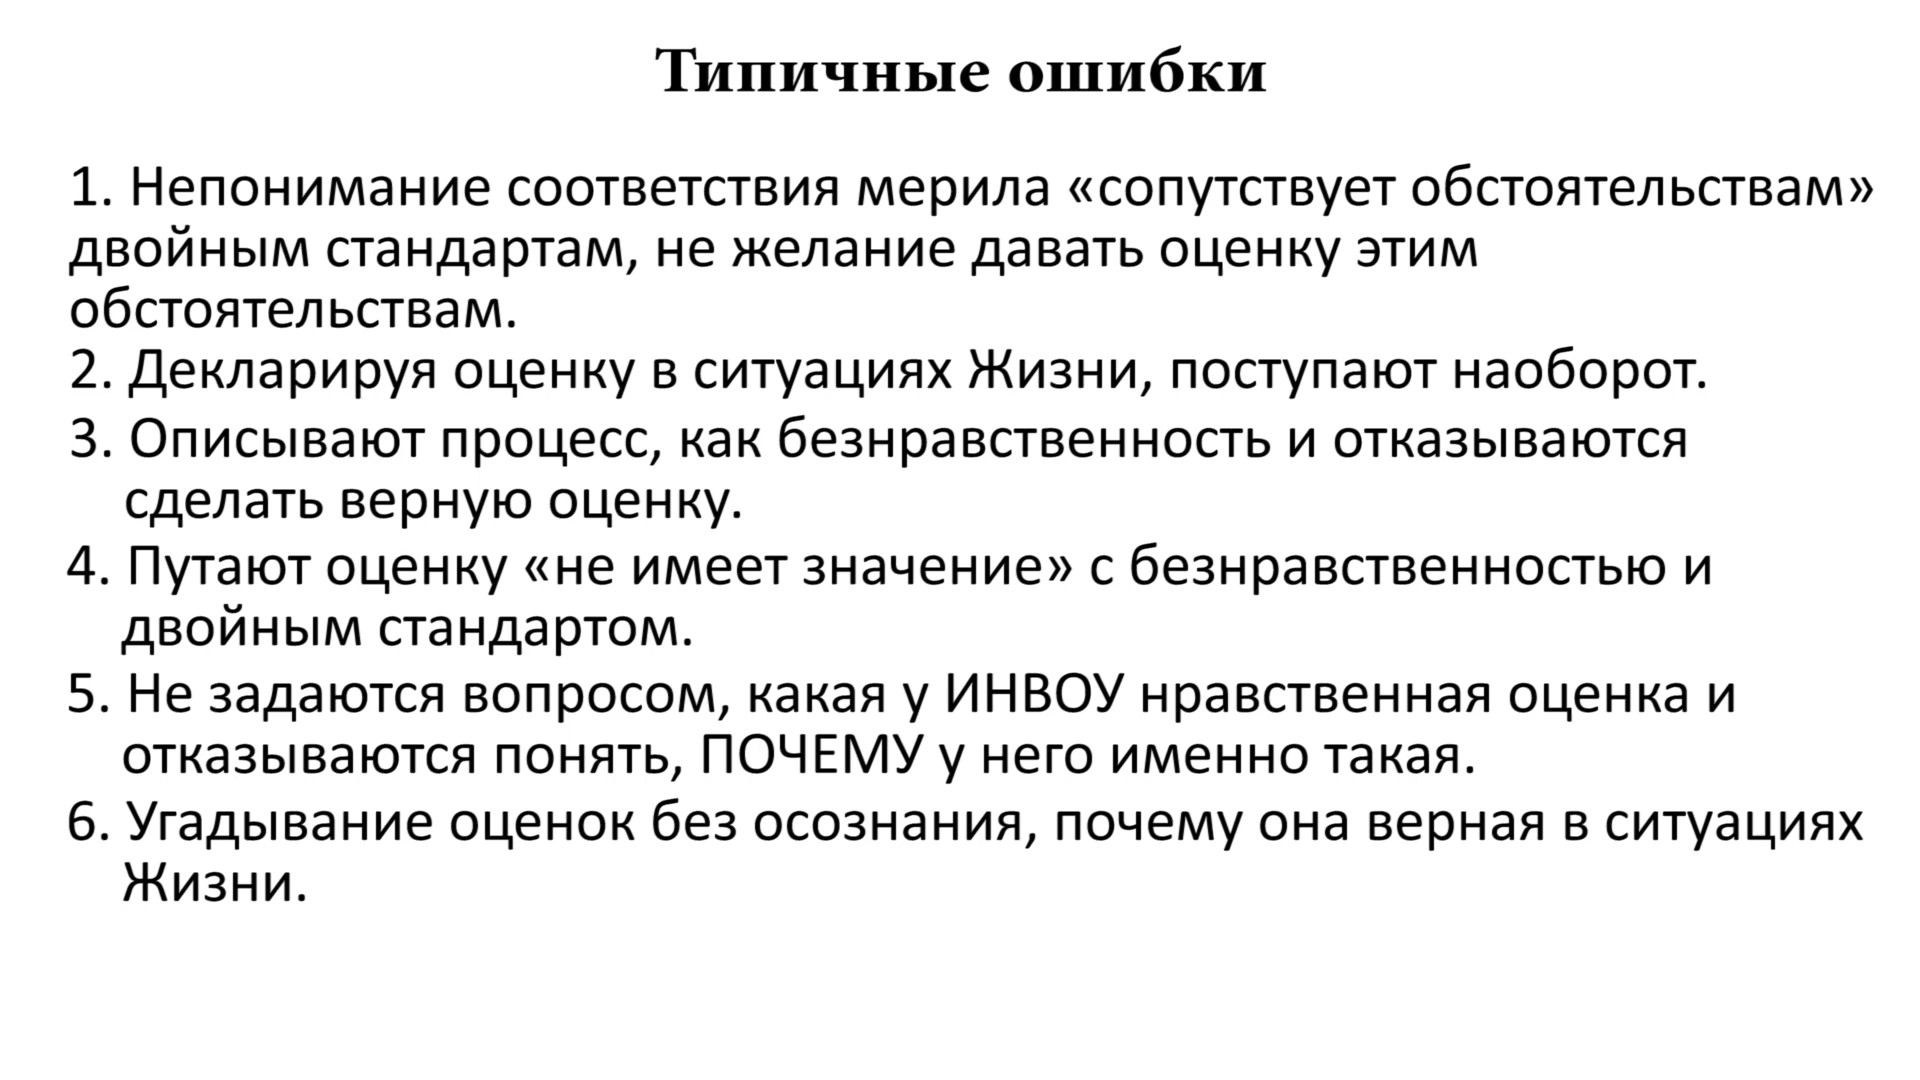 Типичные ошибки
1. Непонимание соответствия мерила «сопутствует обстоятельствам»
двойным стандартам, не желание давать оценку этим
обстоятельствам.
2. Декларируя оценку в ситуациях Жизни, поступают наоборот.
3. Описывают процесс, как безнравственность и отказываются
сделать верную оценку.
4. Путают оценку «не имеет значение» с безнравственностью и
двойным стандартом.
5. Не задаются вопросом, какая у ИНВОУ нравственная оценка и
отказываются понять, ПОЧЕМУ у него именно такая.
6. Угадывание оценок без осознания, почему она верная в ситуациях
Жизни.